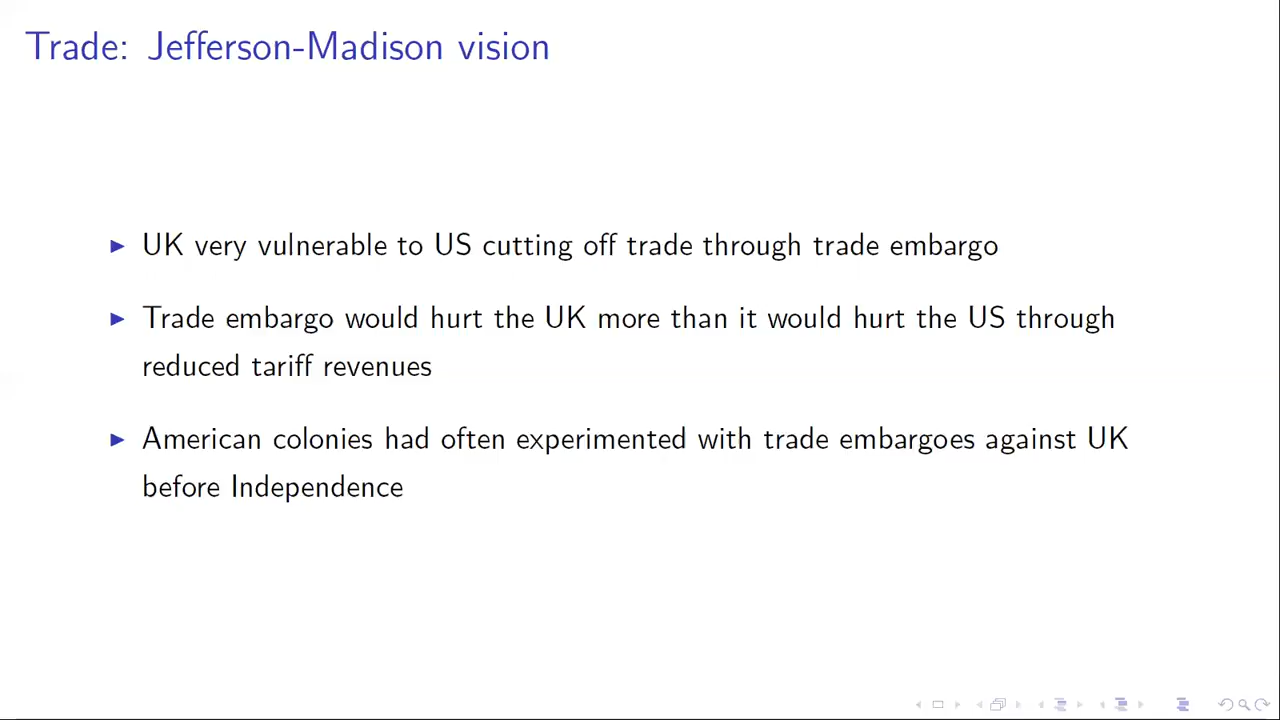 Trade: Jefferson-Madison vision
UK very vulnerable to US cutting off trade through trade embargo
Trade embargo would hurt the UK more than it would hurt the US through
reduced tariff revenues
American colonies had often experimented with trade embargoes against UK
before Independence